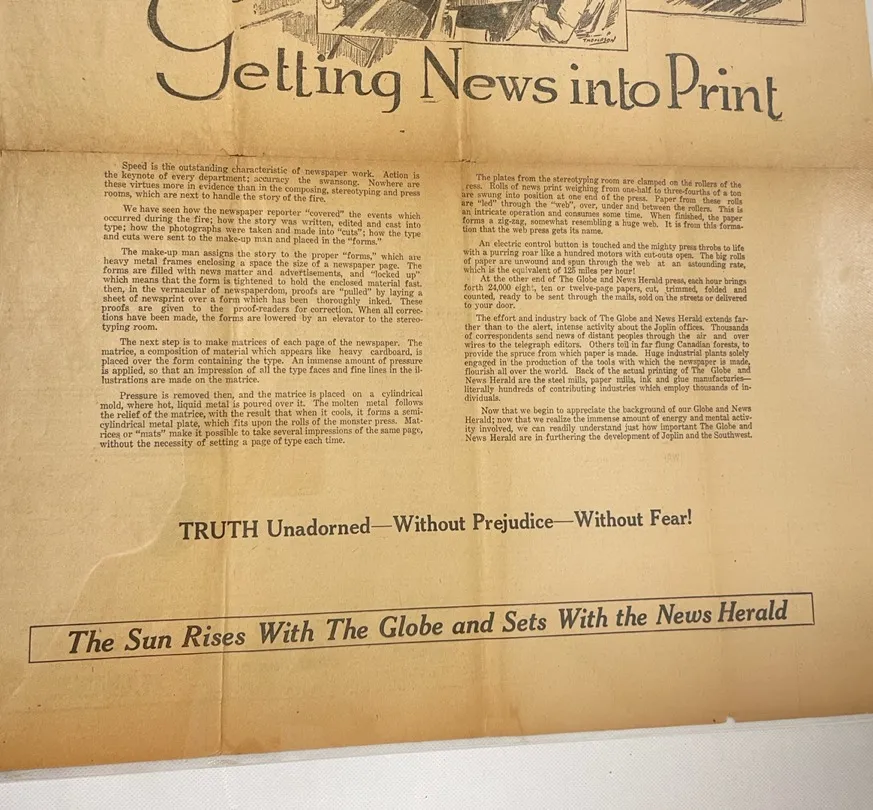 THOMPSON
Getting News into Print
Speed is the outstanding characteristic of newspaper work. Action is
the keynote of every department; accuracy the swansong. Nowhere are
these virtues more in evidence than in the composing, stereotyping and press
rooms, which are next to handle the story of the fire.
We have seen how the newspaper reporter “covered” the events which
occurred during the fire; how the story was written, edited and cast into
type; how the photographs were taken and made into “cuts”; how the type
and cuts were sent to the make-up man and placed in the “forms.”
The make-up man assigns the story to the proper “forms,” which are
heavy metal frames enclosing a space the size of a newspaper page. The
forms are filled with news matter and advertisements, and “locked up”
which means that the form is tightened to hold the enclosed material fast.
then, in the vernacular of newspaperdom, proofs are “pulled” by laying a
sheet of newsprint over a form which has been thoroughly inked. These
proofs are given to the proof-readers for correction. When all correc-
tions have been made, the forms are lowered by an elevator to the stereo-
typing room.
The next step is to make matrices of each page of the newspaper. The
matrice, a composition of material which appears like heavy cardboard, is
placed over the form containing the type. An immense amount of pressure
is applied, so that an impression of all the type faces and fine lines in the il-
lustrations are made on the matrice.
Pressure is removed then, and the matrice is placed on a cylindrical
mold, where hot, liquid metal is poured over it. The molten metal follows
the relief of the matrice, with the result that when it cools, it forms a semi-
cylindrical metal plate, which fits upon the rolls of the monster press. Mat-
rices or “mats” make it possible to take several impressions of the same page,
without the necessity of setting a page of type each time.
The plates from the stereotyping room are clamped on the rollers of the
ress. Rolls of news print weighing from one-half to three-fourths of a ton
are swung into position at one end of the press. Paper from these rolls
are “led” through the “web”, over, under and between the rollers. This is
an intricate operation and consumes some time. When finished, the paper
forms a zig-zag, somewhat resembling a huge web. It is from this forma-
tion that the web press gets its name.
An electric control button is touched and the mighty press throbs to life
with a purring roar like a hundred motors with cut-outs open. The big rolls
of paper are unwound and spun through the web at an astounding rate,
which is the equivalent of 125 miles per hour!
At the other end of The Globe and News Herald press, each hour brings
forth 24,000 eight, ten or twelve-page papers, cut, trimmed, folded and
counted, ready to be sent through the mails, sold on the streets or delivered
to your door.
The effort and industry back of The Globe and News Herald extends far-
ther than to the alert, intense activity about the Joplin offices. Thousands
of correspondents send news of distant peoples through the air and over
wires to the telegraph editors. Others toil in far flung Canadian forests, to
provide the spruce from which paper is made. Huge industrial plants solely
engaged in the production of the tools with which the newspaper is made,
flourish all over the world. Back of the actual printing of The Globe and
News Herald are the steel mills, paper mills, ink and glue manufacturies—
literally hundreds of contributing industries which employ thousands of in-
dividuals.
Now that we begin to appreciate the background of our Globe and News
Herald; now that we realize the immense amount of energy and mental activ-
ity involved, we can readily understand just how important The Globe and
News Herald are in furthering the development of Joplin and the Southwest.
TRUTH Unadorned—Without Prejudice—Without Fear!
The Sun Rises With The Globe and Sets With the News Herald